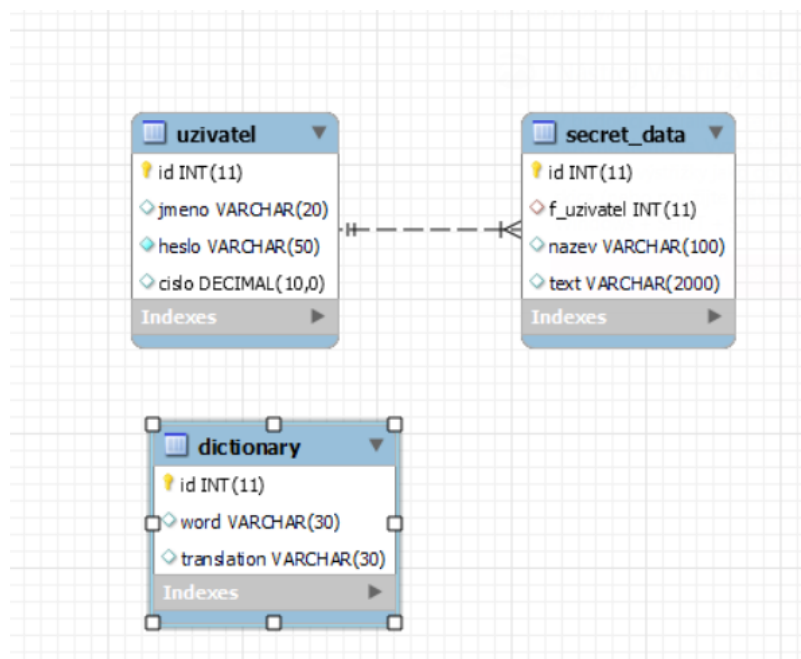 uzivatel
id INT(11)
jmeno VARCHAR(20)
heslo VARCHAR(50)
cislo DECIMAL(10,0)
Indexes
secret_data
id INT(11)
f_uzivatel INT(11)
nazev VARCHAR(100)
text VARCHAR(2000)
Indexes
dictionary
id INT(11)
word VARCHAR(30)
translation VARCHAR(30)
Indexes